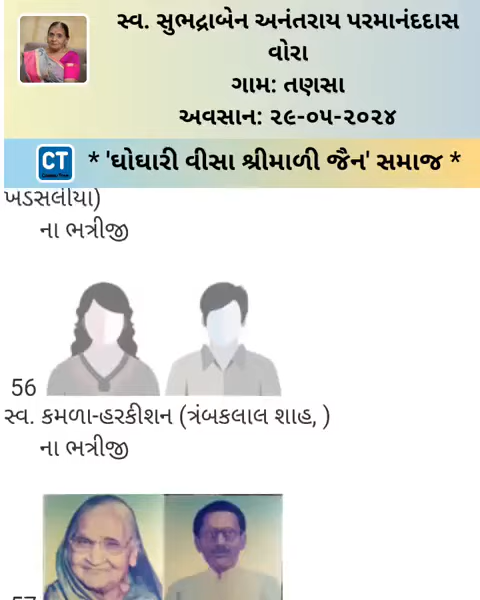 સ્વ. સુભદ્રાબેન અનંતરાય પરમાનંદદાસ
વોરા
ગામ: તણસા
અવસાન: ૨૯-૦૫-૨૦૨૪
CT
* 'ઘોઘારી વીસા શ્રીમાળી જૈન' સમાજ *
ખડસલીયા)
ના ભત્રીજી
56
સ્વ. કમળા-હરકીશન (ત્રંબકલાલ શાહ, )
ના ભત્રીજી
57